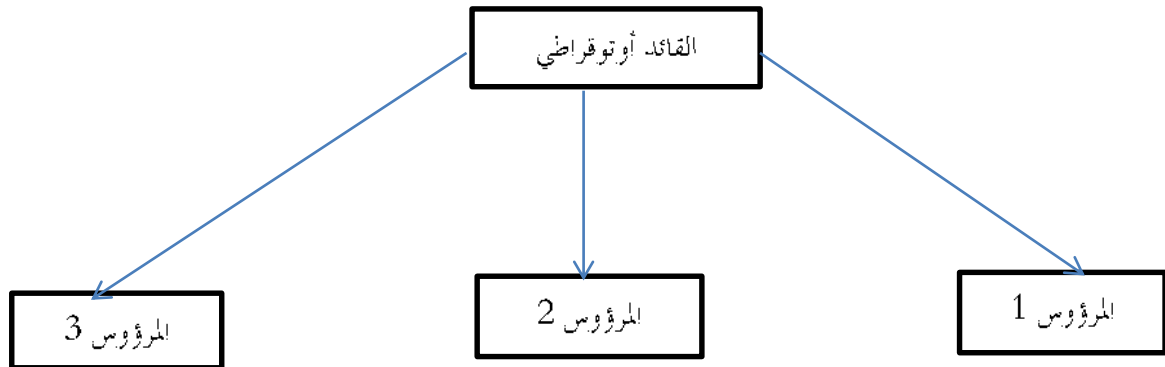 القائد أوتوقراطي
المرؤوس 1
المرؤوس 2
المرؤوس 3